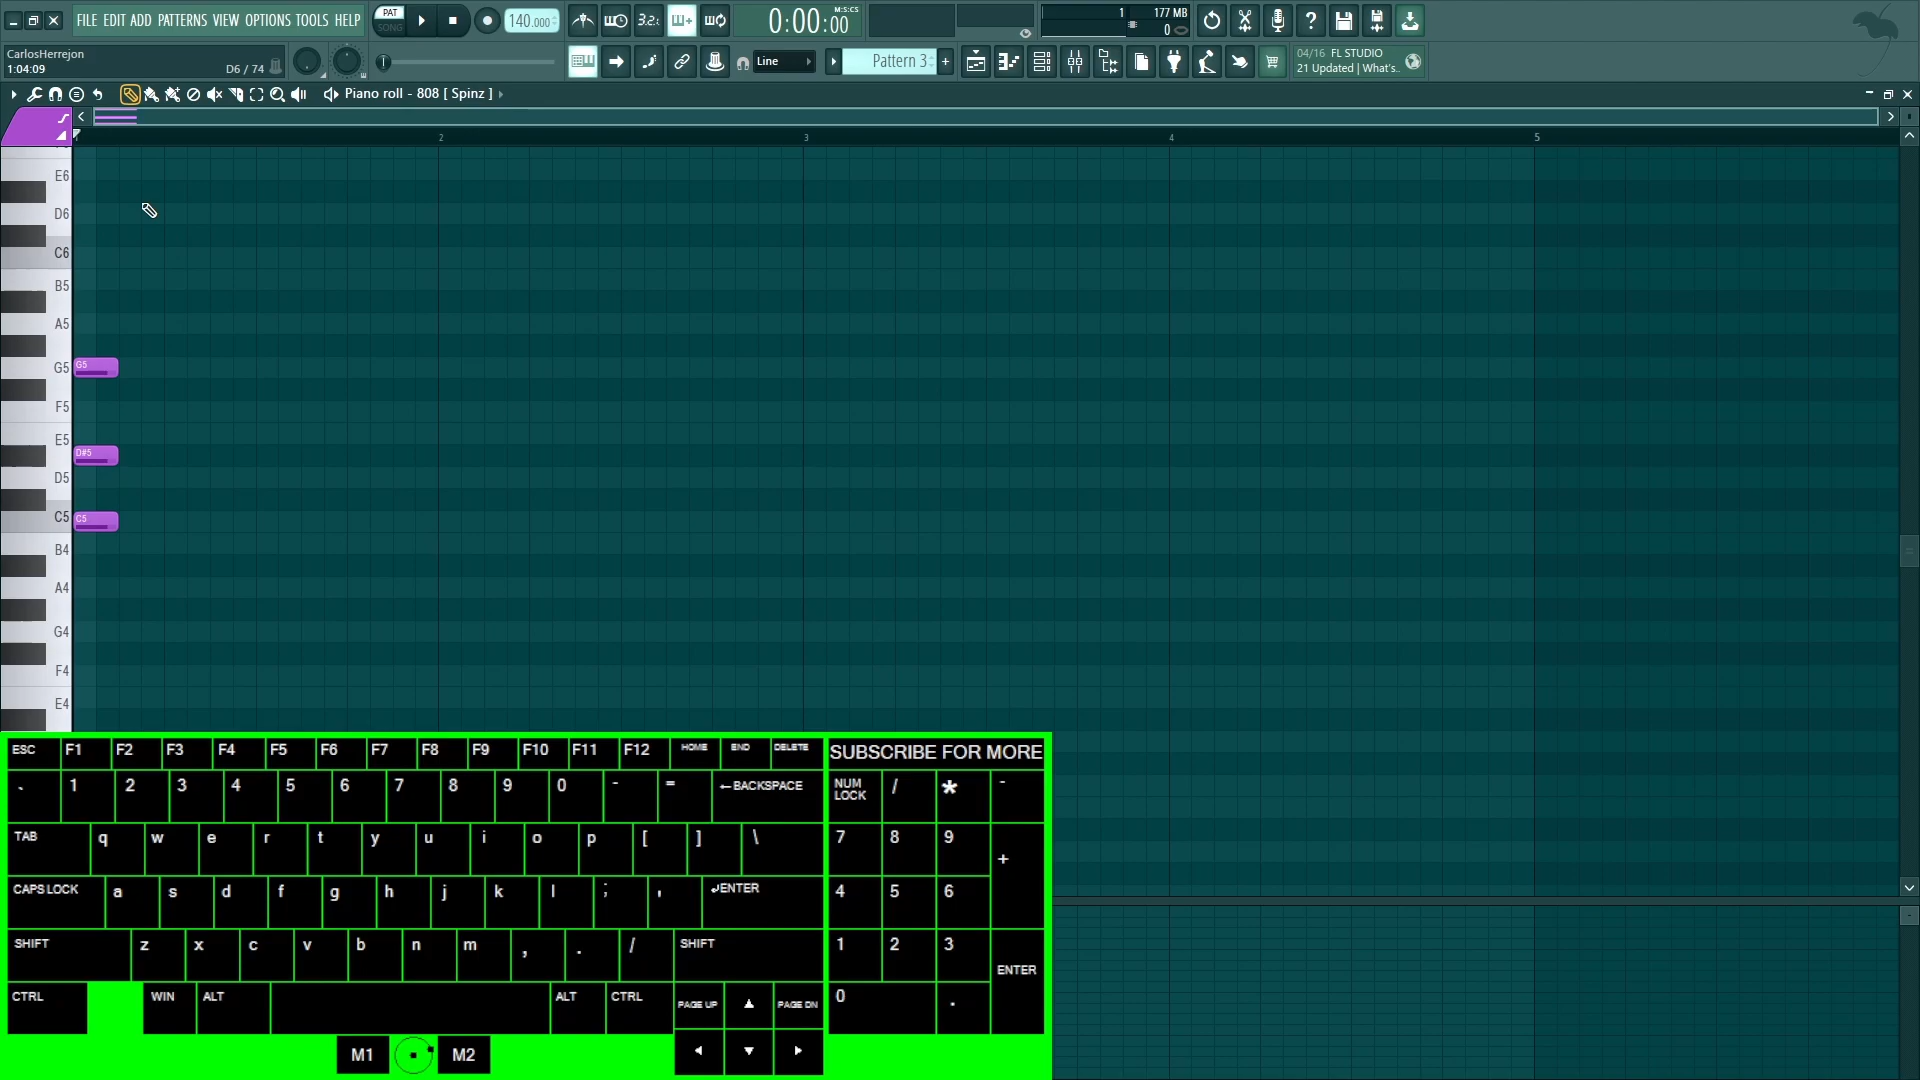 FILE EDIT ADD PATTERNS VIEW OPTIONS TOOLS HELP
PAT
SONG
140.000
3.2
M:S:CS
0:00:00
1
177 MB
0
CarlosHerrejon
1:04:09
D6 / 74
Line
Pattern 3
+
04/16 FL STUDIO
21 Updated | What's..
Piano roll - 808 [ Spinz ]
2
3
4
5
E6
D6
C6
B5
A5
G5
G5
F5
E5
D#5
D5
C5
C5
B4
A4
G4
F4
E4
ESC F1 F2 F3 F4 F5 F6 F7 F8 F9 F10 F11 F12 HOME END DELETE SUBSCRIBE FOR MORE
` 1 2 3 4 5 6 7 8 9 0 - = ←BACKSPACE NUM LOCK / * -
TAB q w e r t y u i o p [ ] \ 7 8 9 +
CAPS LOCK a s d f g h j k l ; ' ↲ENTER 4 5 6
SHIFT z x c v b n m , . / SHIFT 1 2 3 ENTER
CTRL WIN ALT ALT CTRL PAGE UP ▲ PAGE DN 0 .
M1 M2 ◄ ▼ ►